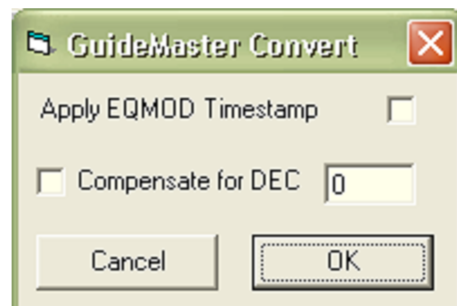 GuideMaster Convert
Apply EQMOD Timestamp
Compensate for DEC 0
Cancel OK